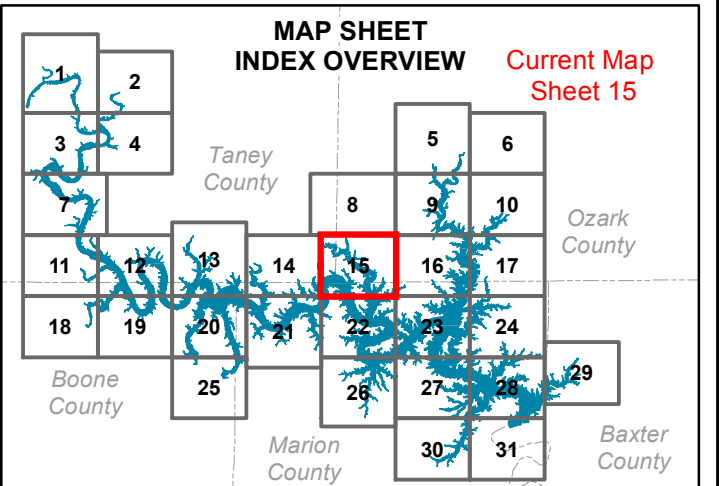 MAP SHEET
INDEX OVERVIEW
Current Map
Sheet 15
1
2
3
4
5
6
Taney
County
7
8
9
10
Ozark
County
11
12
13
14
15
16
17
18
19
20
21
22
23
24
Boone
County
25
26
27
28
29
Marion
County
30
31
Baxter
County